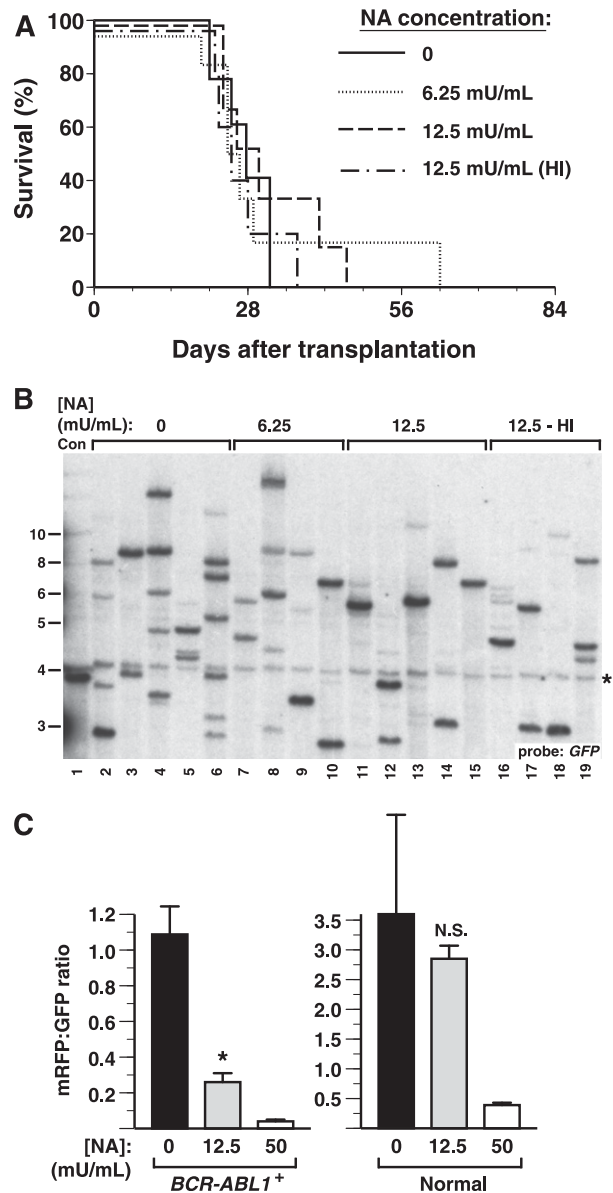 A
100
80
60
40
20
0
Survival (%)
0 28 56 84
Days after transplantation
NA concentration:
0
6.25 mU/mL
12.5 mU/mL
12.5 mU/mL (HI)
B
[NA]
(mU/mL): 0 6.25 12.5 12.5 - HI
Con
10
8
6
5
4
3
*
probe: GFP
1 2 3 4 5 6 7 8 9 10 11 12 13 14 15 16 17 18 19
C
mRFP:GFP ratio
1.2
1.0
0.8
0.6
0.4
0.2
*
[NA]: 0 12.5 50
(mU/mL)
BCR-ABL1+
3.5
3.0
2.5
2.0
1.5
1.0
0.5
N.S.
0 12.5 50
Normal